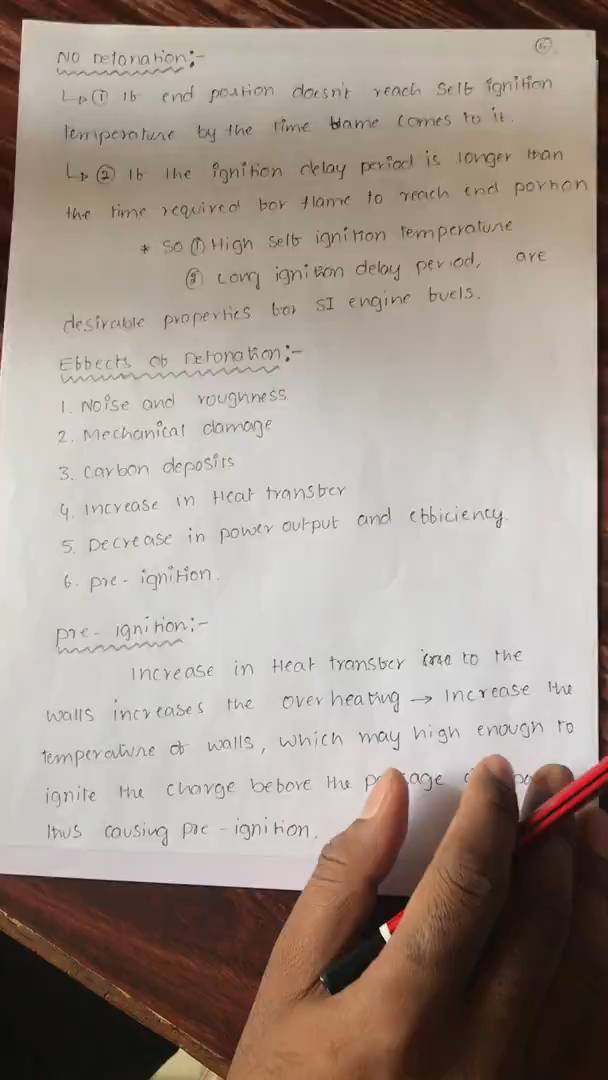 6
No Detonation:-
↳ ① If end portion doesn't reach self ignition
temperature by the time flame comes to it.
↳ ② If the ignition delay period is longer than
the time required for flame to reach end portion
* So ① High self ignition temperature
② Long ignition delay period, are
desirable properties for SI engine fuels.
Effects of Detonation:-
1. Noise and roughness
2. Mechanical damage
3. Carbon deposits
4. Increase in Heat transfer
5. Decrease in power output and efficiency.
6. Pre-ignition.
Pre-ignition:-
Increase in Heat transfer to the
walls increases the overheating → Increase the
temperature of walls, which may high enough to
ignite the charge before the
thus causing pre-ignition.